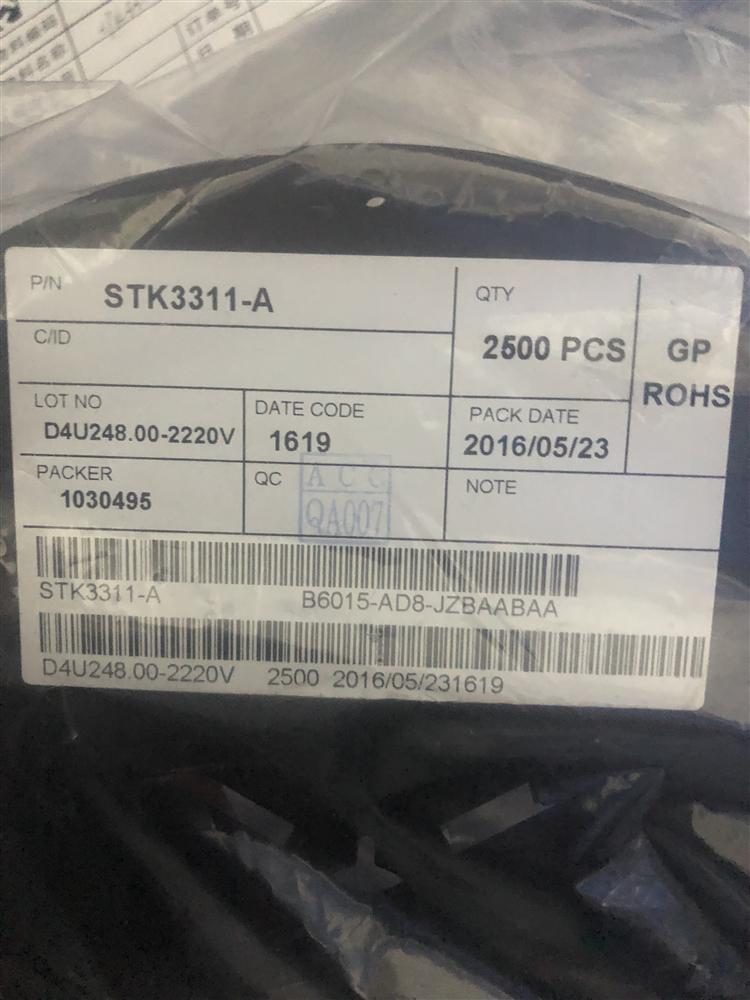 P/N STK3311-A
C/ID
QTY
2500 PCS
GP
ROHS
LOT NO
D4U248.00-2220V
DATE CODE
1619
PACK DATE
2016/05/23
PACKER
1030495
QC
A C C
QA007
NOTE
STK3311-A B6015-AD8-JZBAABAA
D4U248.00-2220V 2500 2016/05/231619